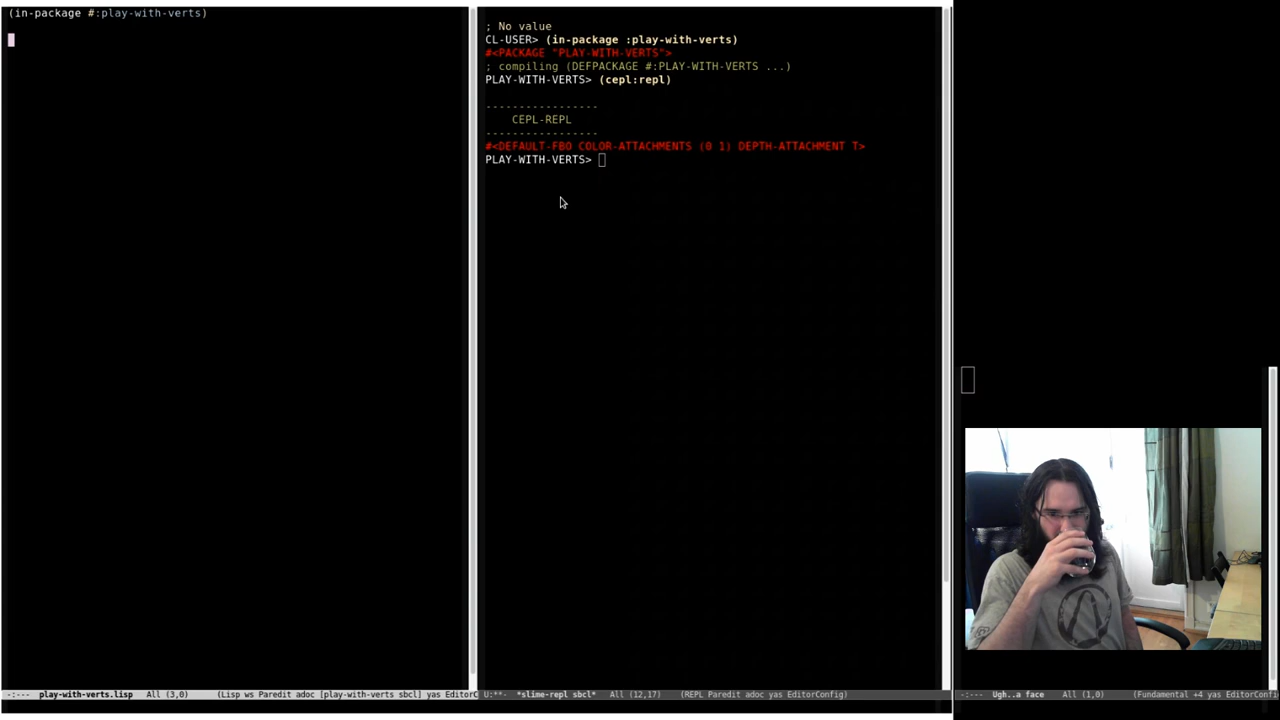 (in-package #:play-with-verts)
; No value
CL-USER> (in-package :play-with-verts)
#<PACKAGE "PLAY-WITH-VERTS">
; compiling (DEFPACKAGE #:PLAY-WITH-VERTS ...)
PLAY-WITH-VERTS> (cepl:repl)
-----------------
CEPL-REPL
-----------------
#<DEFAULT-FBO COLOR-ATTACHMENTS (0 1) DEPTH-ATTACHMENT T>
PLAY-WITH-VERTS>
-:--- play-with-verts.lisp All (3,0) (Lisp ws Paredit adoc [play-with-verts sbcl] yas EditorC
U:**- *slime-repl sbcl* All (12,17) (REPL Paredit adoc yas EditorConfig)
-:--- Ugh..a face All (1,0) (Fundamental +4 yas EditorConfi